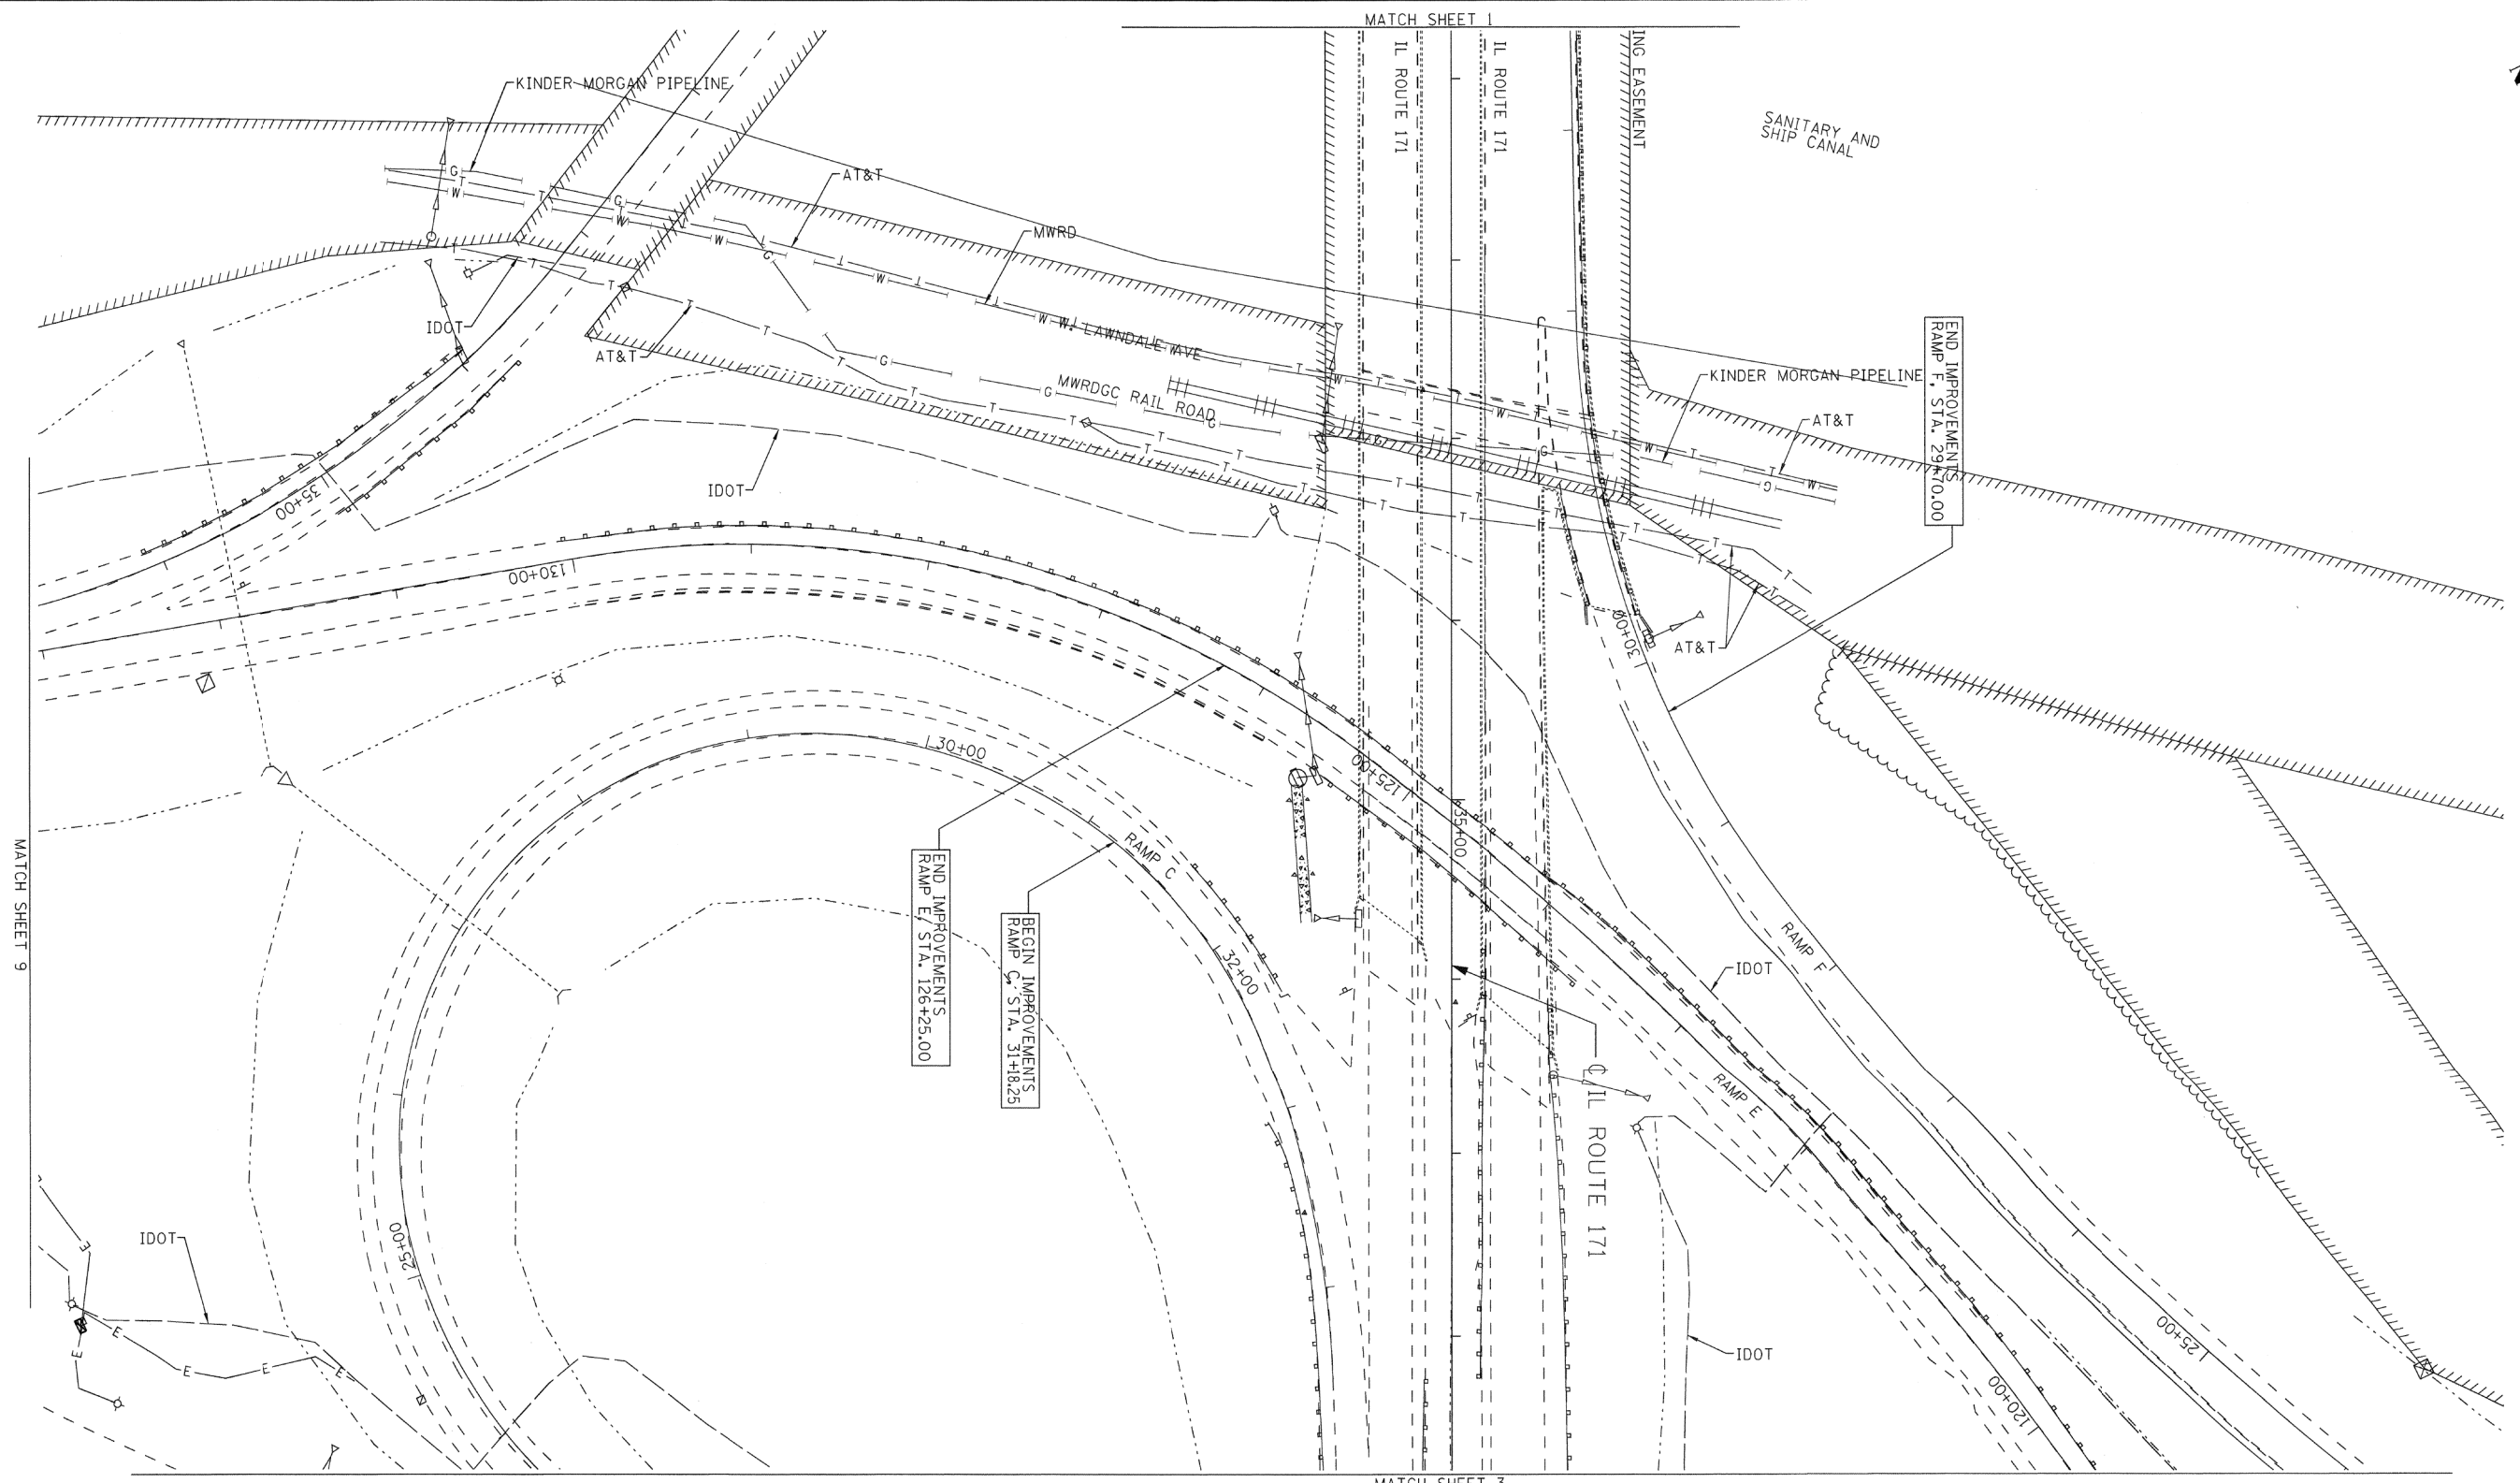 MATCH SHEET 1
KINDER MORGAN PIPELINE
IL ROUTE 171
IL ROUTE 171
ING EASEMENT
SANITARY AND
SHIP CANAL
AT&T
MWRD
G
T
W
G
T
W
W
G
T
W
T
T
IDOT
T
T
T
T
AT&T
T
W
W. LAWNDALE AVE
G
MWRDGC RAIL ROAD
G
G
T
T
T
T
T
T
W
T
T
W
T
KINDER MORGAN PIPELINE
AT&T
T
W
T
T
W
G
G
G
END IMPROVEMENTS
RAMP F, STA. 29+70.00
IDOT
T
T
T
T
T
T
T
T
T
T
T
T
AT&T
35+00
130+00
30+00
30+00
125+00
35+00
RAMP C
END IMPROVEMENTS
RAMP E, STA. 126+25.00
BEGIN IMPROVEMENTS
RAMP C, STA. 31+18.25
32+00
RAMP F
IDOT
RAMP E
℄ IL ROUTE 171
MATCH SHEET 9
IDOT
25+00
E
E
E
E
E
E
IDOT
25+00
120+00
MATCH SHEET 3